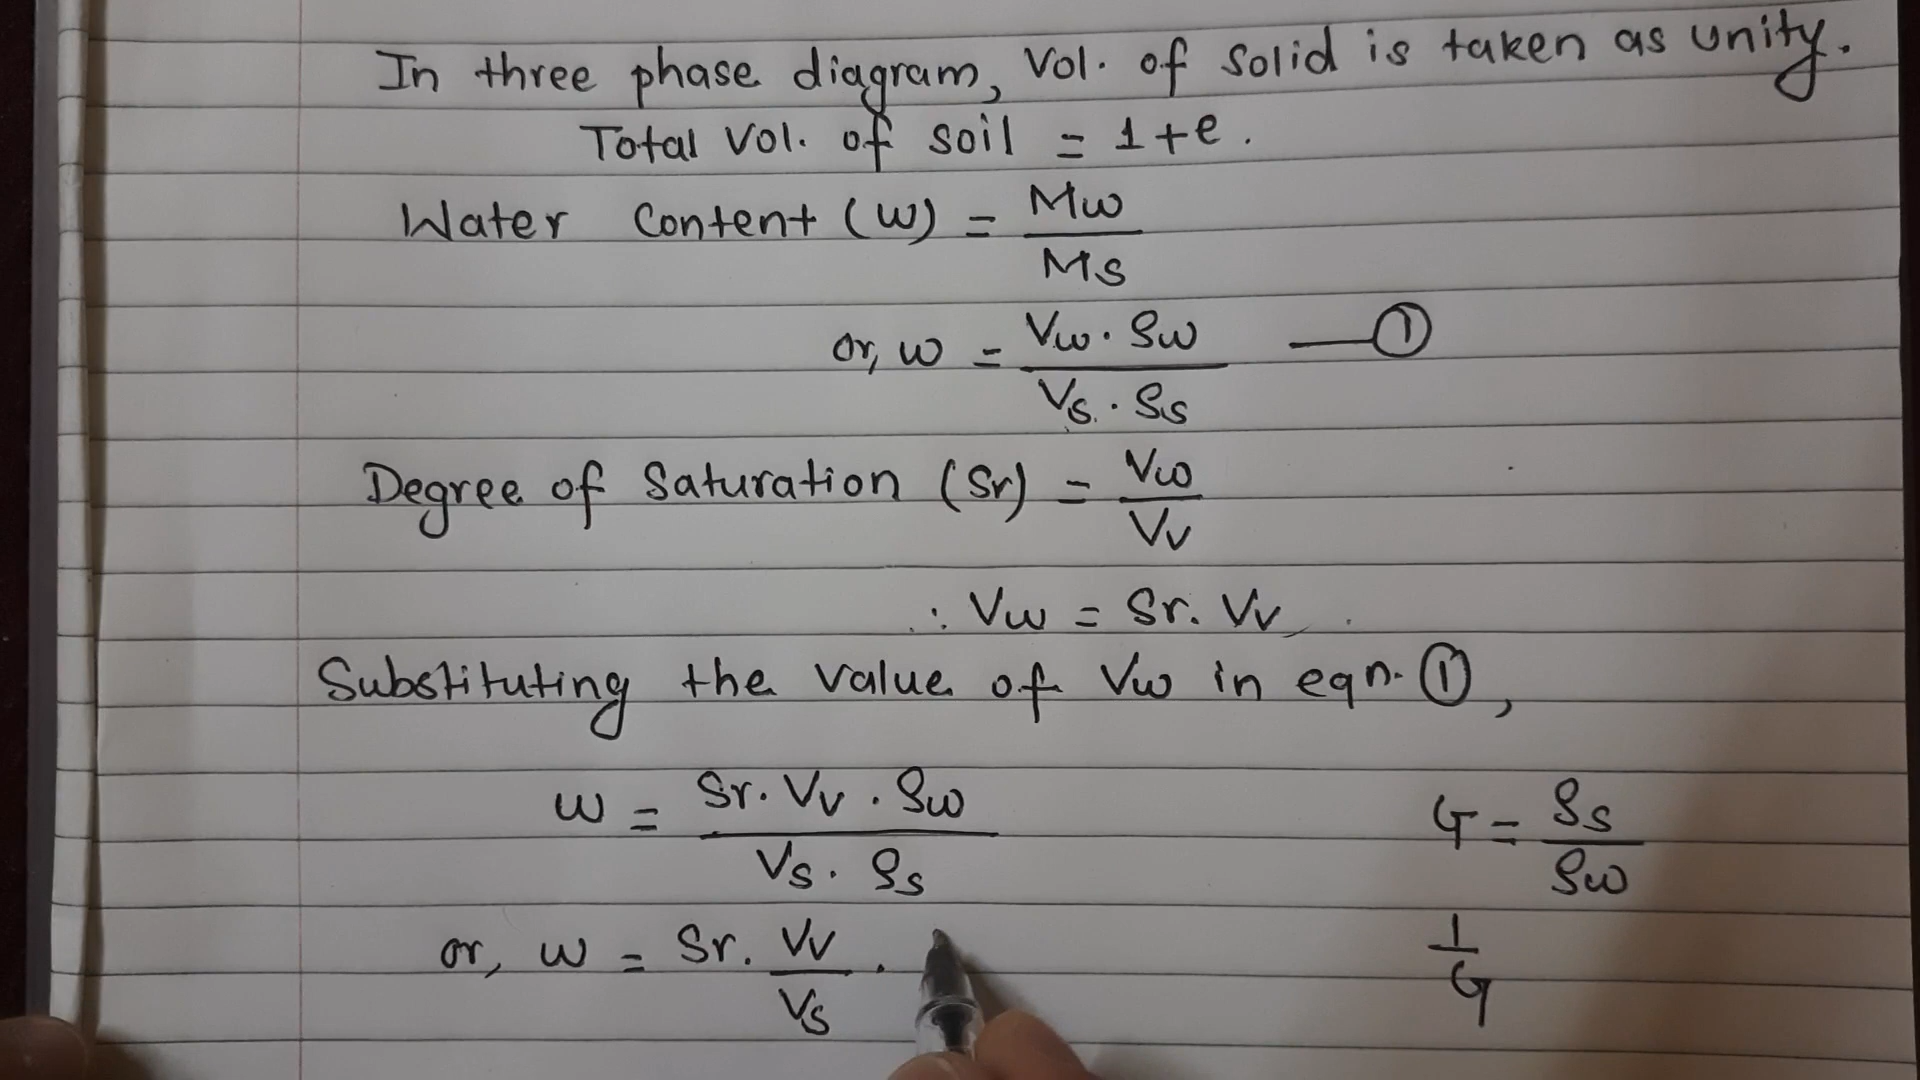 In three phase diagram, Vol. of Solid is taken as unity.
Total Vol. of soil = 1+e.
Water Content (w) = Mw / Ms
or, w = Vw . ρw / Vs . ρs — ①
Degree of Saturation (Sr) = Vw / Vv
∴ Vw = Sr. Vv
Substituting the value of Vw in eqn. ①,
w = Sr. Vv . ρw / Vs . ρs
G = ρs / ρw
or, w = Sr. Vv / Vs .
1 / G